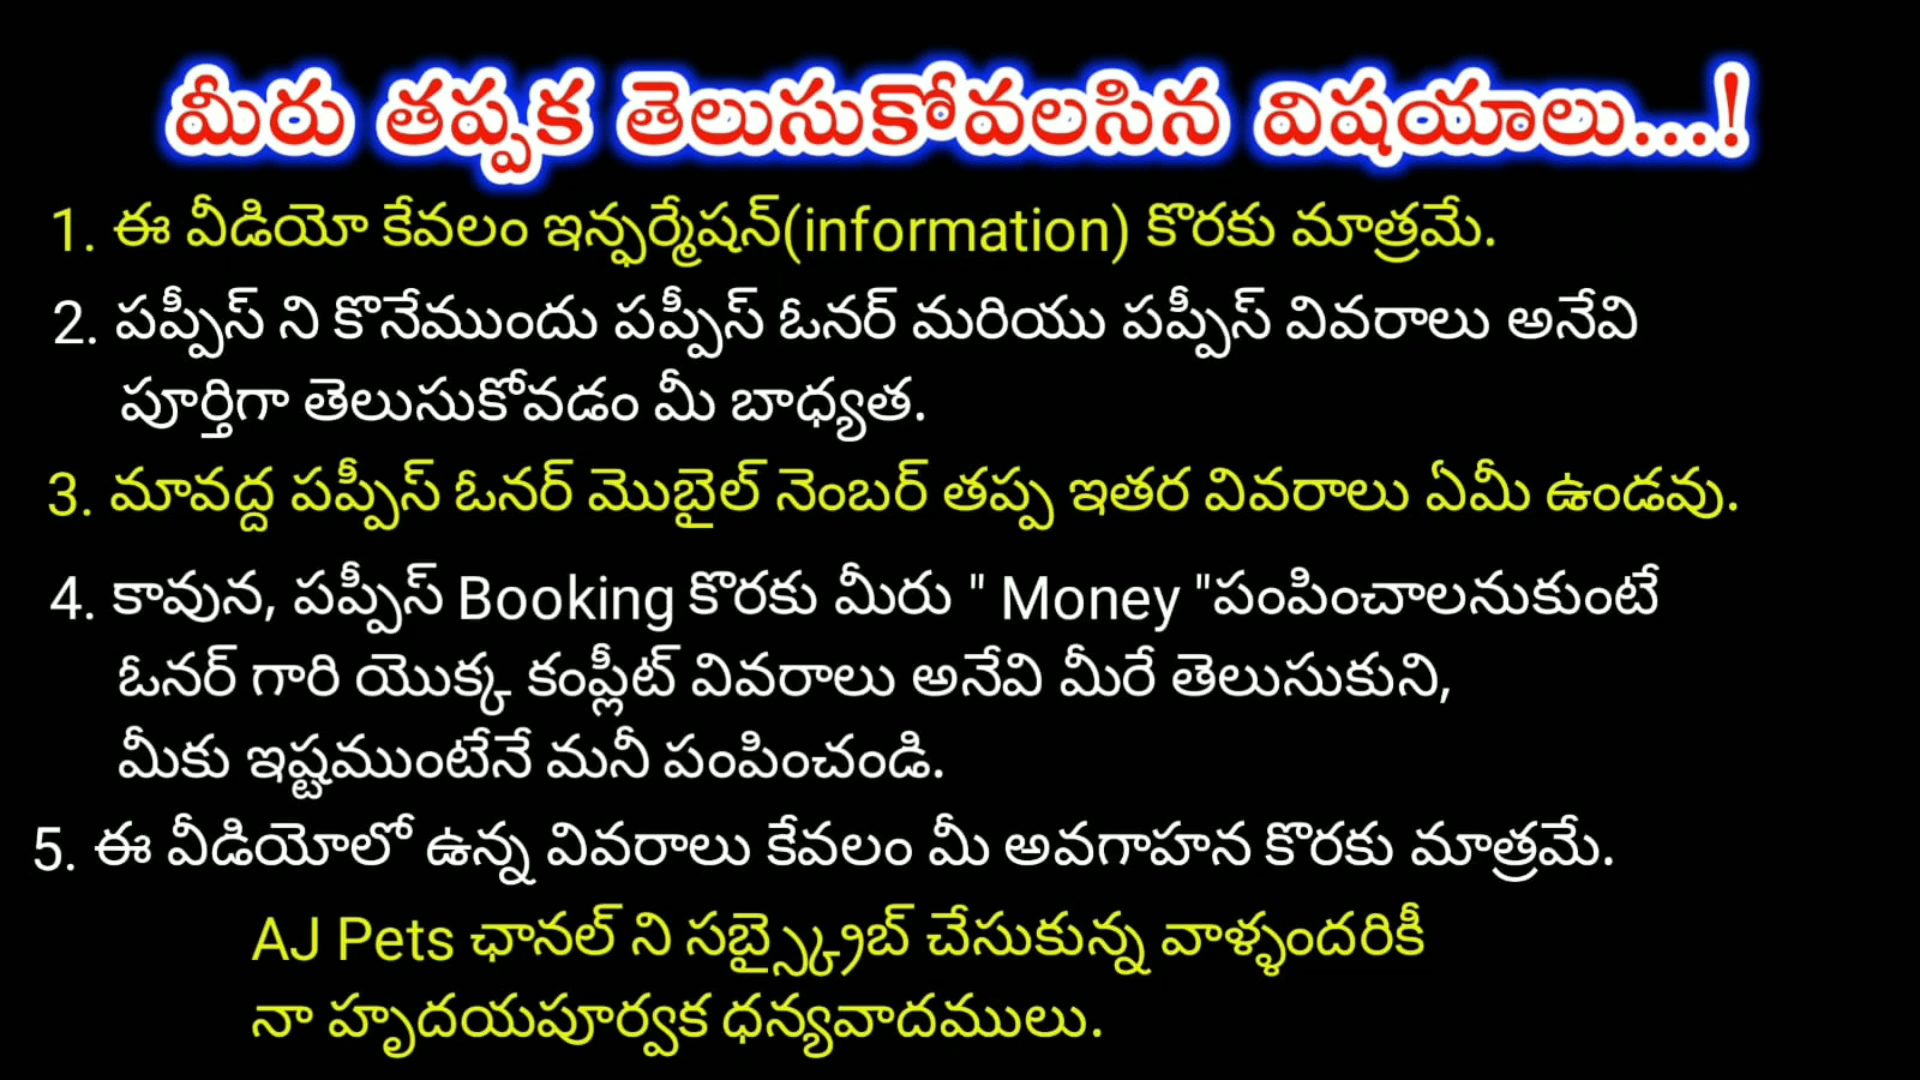 మీరు తప్పక తెలుసుకోవలసిన విషయాలు...!
1. ఈ వీడియో కేవలం ఇన్ఫర్మేషన్(information) కొరకు మాత్రమే.
2. పప్పీస్ ని కొనేముందు పప్పీస్ ఓనర్ మరియు పప్పీస్ వివరాలు అనేవి
పూర్తిగా తెలుసుకోవడం మీ బాధ్యత.
3. మావద్ద పప్పీస్ ఓనర్ మొబైల్ నెంబర్ తప్ప ఇతర వివరాలు ఏమీ ఉండవు.
4. కావున, పప్పీస్ Booking కొరకు మీరు " Money "పంపించాలనుకుంటే
ఓనర్ గారి యొక్క కంప్లీట్ వివరాలు అనేవి మీరే తెలుసుకుని,
మీకు ఇష్టముంటేనే మనీ పంపించండి.
5. ఈ వీడియోలో ఉన్న వివరాలు కేవలం మీ అవగాహన కొరకు మాత్రమే.
AJ Pets ఛానల్ ని సబ్స్క్రైబ్ చేసుకున్న వాళ్ళందరికీ
నా హృదయపూర్వక ధన్యవాదములు.